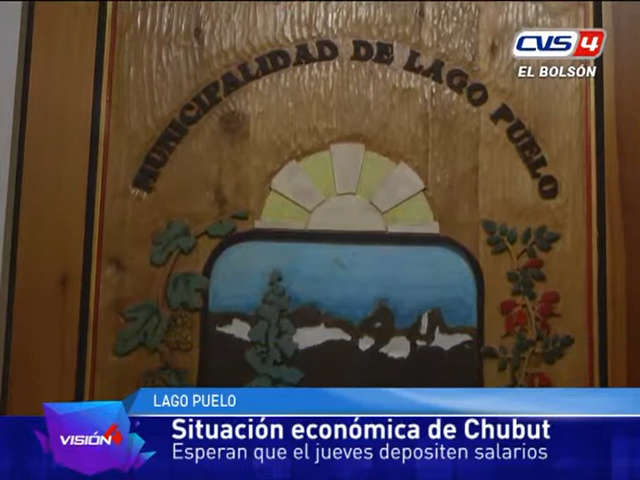 CVS 4
EL BOLSÓN
MUNICIPALIDAD DE LAGO PUELO
LAGO PUELO
VISIÓN 4
Situación económica de Chubut
Esperan que el jueves depositen salarios